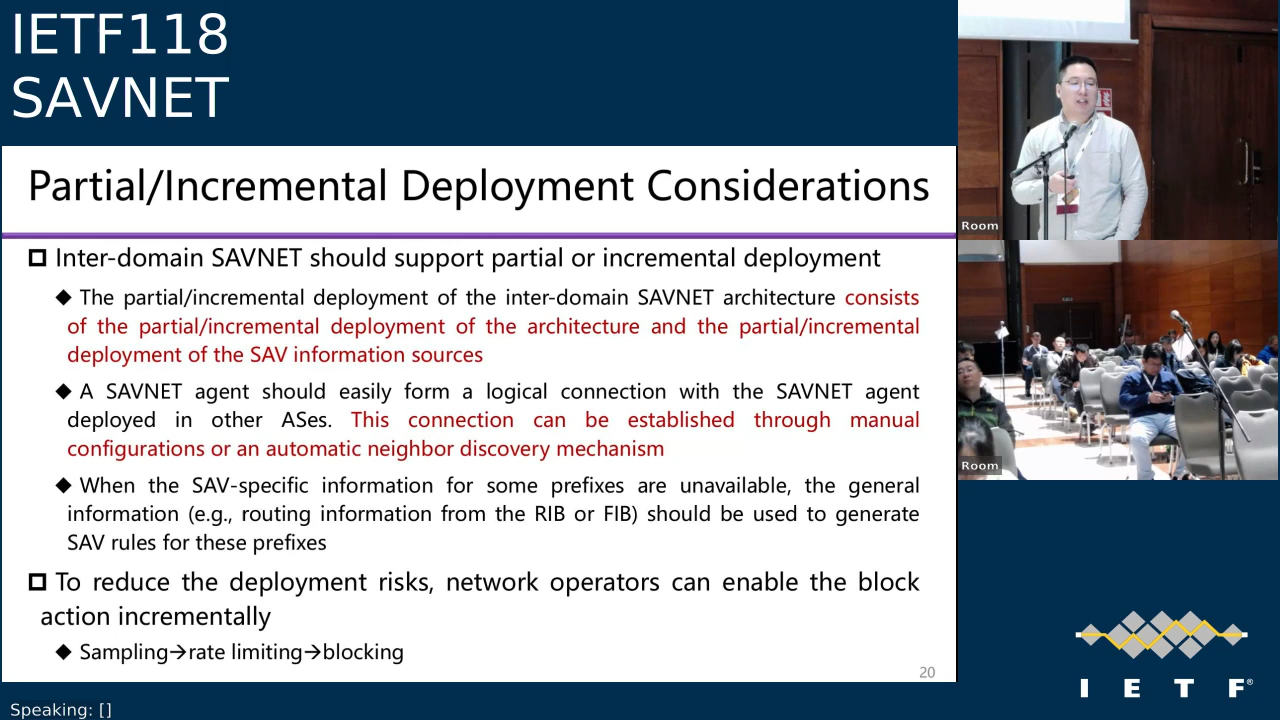 IETF118
SAVNET
Partial/Incremental Deployment Considerations
Inter-domain SAVNET should support partial or incremental deployment
The partial/incremental deployment of the inter-domain SAVNET architecture consists
of the partial/incremental deployment of the architecture and the partial/incremental
deployment of the SAV information sources
A SAVNET agent should easily form a logical connection with the SAVNET agent
deployed in other ASes. This connection can be established through manual
configurations or an automatic neighbor discovery mechanism
When the SAV-specific information for some prefixes are unavailable, the general
information (e.g., routing information from the RIB or FIB) should be used to generate
SAV rules for these prefixes
To reduce the deployment risks, network operators can enable the block
action incrementally
Sampling→rate limiting→blocking
20
Speaking: []
Room
Room
I E T F®